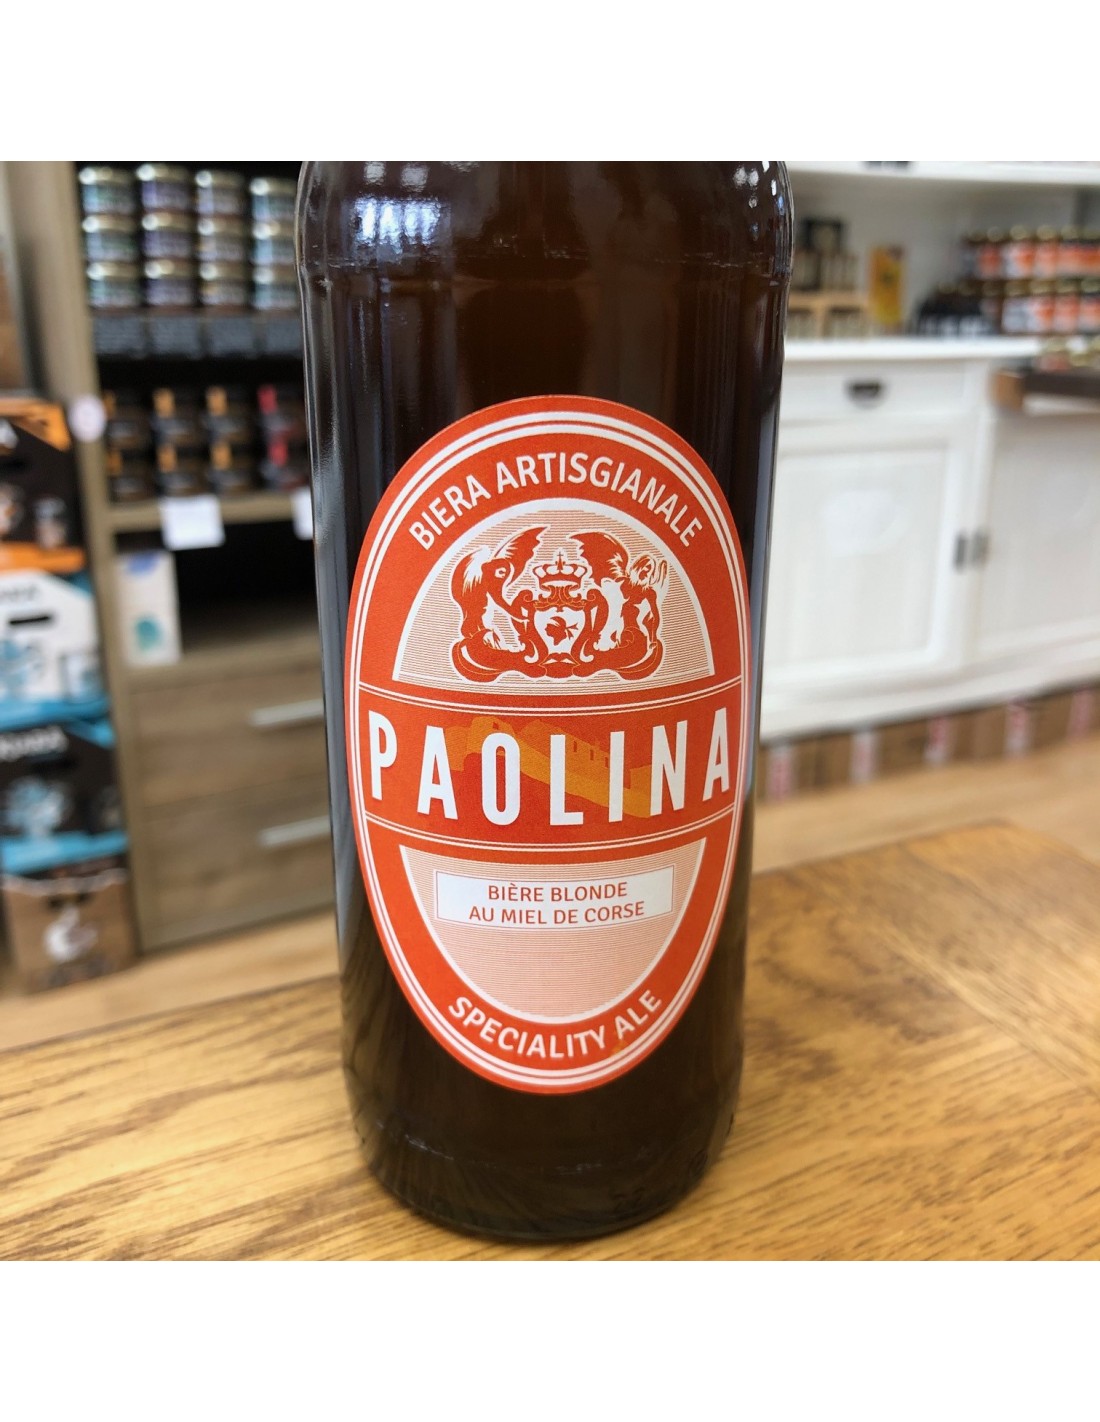 BIERA ARTISGIANALE
PAOLINA
BIÈRE BLONDE
AU MIEL DE CORSE
SPECIALITY ALE